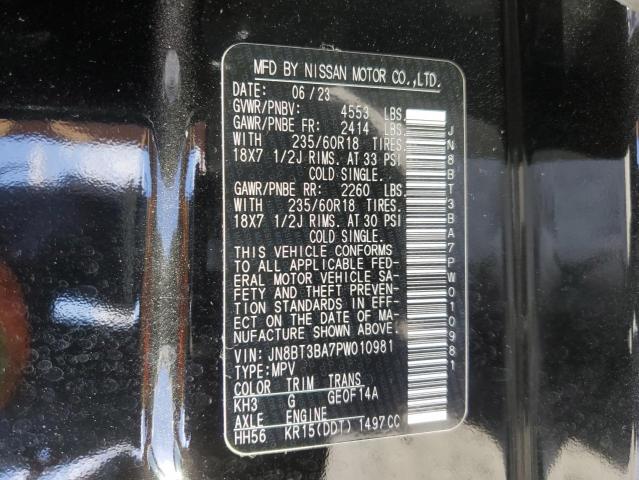 MFD BY NISSAN MOTOR CO.,LTD.
DATE: 06/23
GVWR/PNBV: 4553 LBS.
GAWR/PNBE FR: 2414 LBS.
WITH 235/60R18 TIRES.
18X7 1/2J RIMS. AT 33 PSI
COLD SINGLE.
GAWR/PNBE RR: 2260 LBS.
WITH 235/60R18 TIRES.
18X7 1/2J RIMS. AT 30 PSI
COLD SINGLE.
THIS VEHICLE CONFORMS
TO ALL APPLICABLE FED-
ERAL MOTOR VEHICLE SA-
FETY AND THEFT PREVEN-
TION STANDARDS IN EFF-
ECT ON THE DATE OF
MANUFACTURE SHOWN ABOVE.
VIN: JN8BT3BA7PW010981
TYPE: MPV
COLOR TRIM TRANS
KH3 G GE0F14A
AXLE ENGINE
HH56 KR15(DDT) 1497CC
JN8BT3BA7PW010981